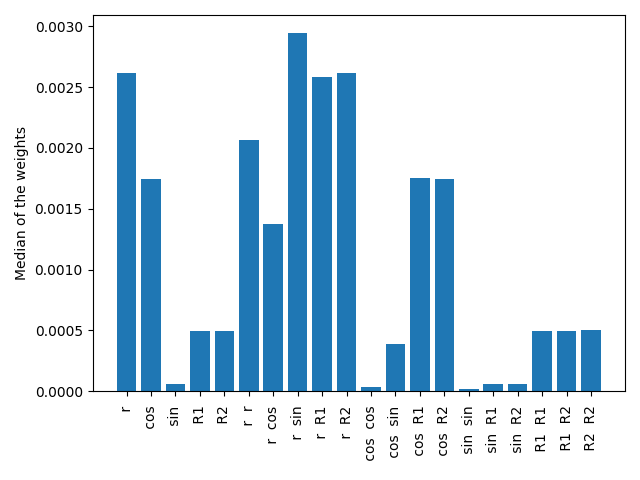 Median of the weights
0.0030
0.0025
0.0020
0.0015
0.0010
0.0005
0.0000
r
cos
sin
R1
R2
r r
r cos
r sin
r R1
r R2
cos cos
cos sin
cos R1
cos R2
sin sin
sin R1
sin R2
R1 R1
R1 R2
R2 R2